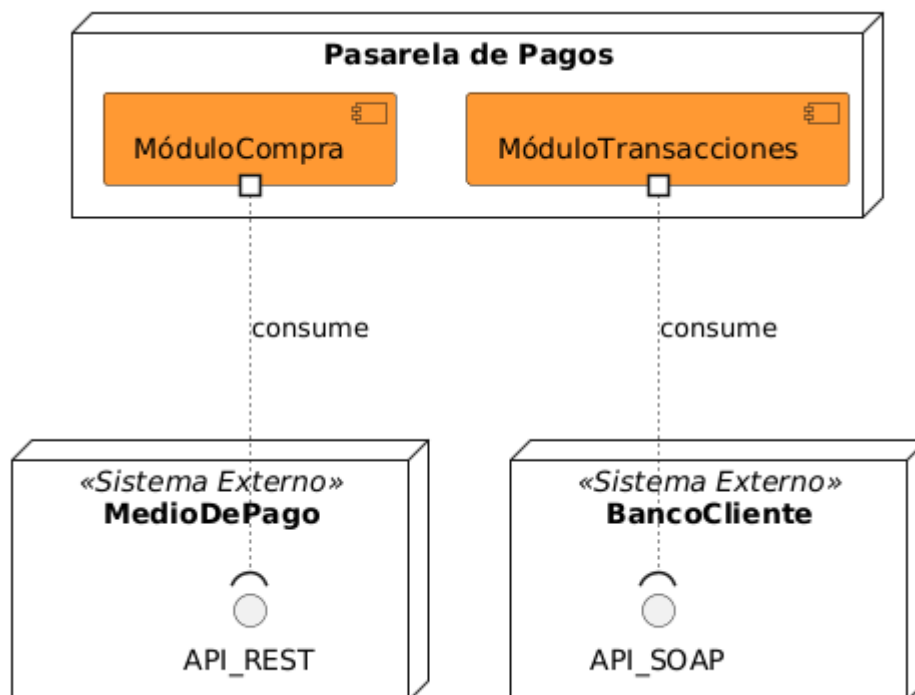 Pasarela de Pagos
MóduloCompra
MóduloTransacciones
consume
consume
«Sistema Externo»
MedioDePago
«Sistema Externo»
BancoCliente
API_REST
API_SOAP